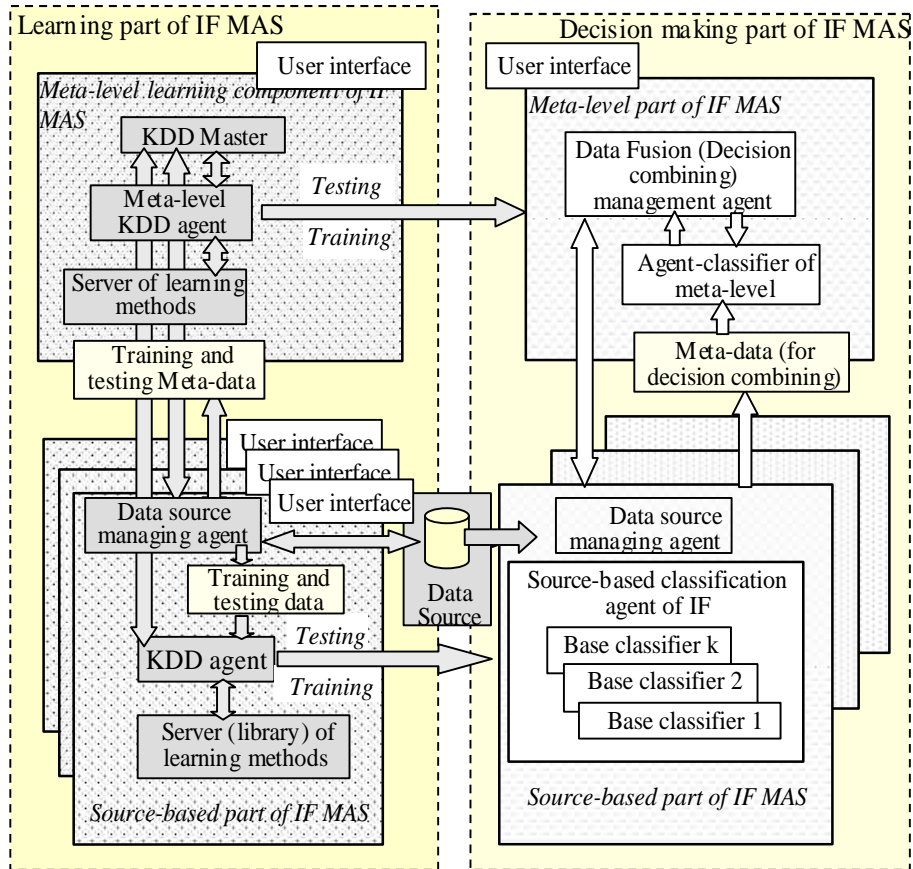 Learning part of IF MAS
User interface
Meta-level learning component of IF
MAS
KDD Master
Meta-level
KDD agent
Server of learning
methods
Testing
Training
Training and
testing Meta-data
User interface
User interface
User interface
Data source
managing agent
Training and
testing data
KDD agent
Testing
Training
Server (library) of
learning methods
Source-based part of IF MAS
Data
Source
Decision making part of IF MAS
User interface
Meta-level part of IF MAS
Data Fusion (Decision
combining)
management agent
Agent-classifier of
meta-level
Meta-data (for
decision combining)
Data source
managing agent
Source-based classification
agent of IF
Base classifier k
Base classifier 2
Base classifier 1
Source-based part of IF MAS